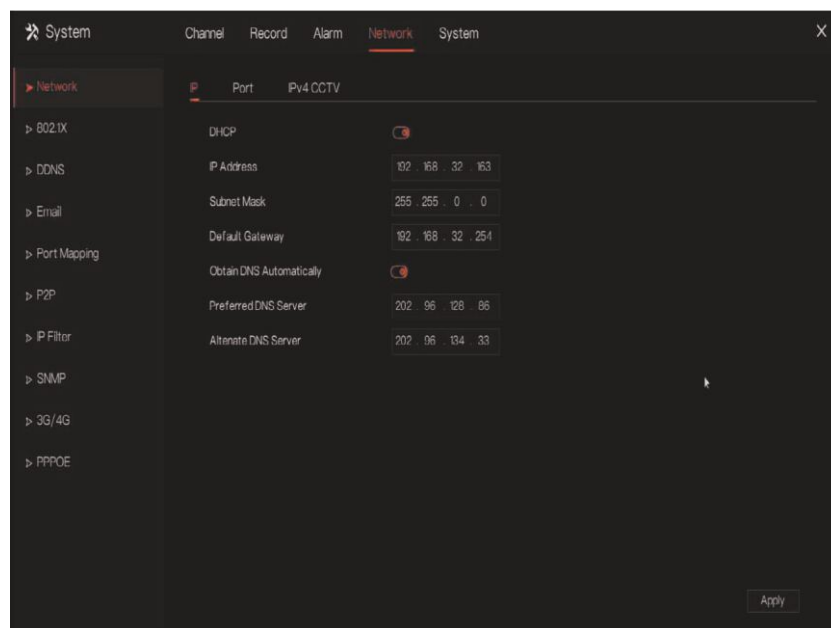 System
Channel Record Alarm Network System X
Network
IP Port IPv4 CCTV
802.1X
DHCP
DDNS
IP Address 192 . 168 . 32 . 163
Email
Subnet Mask 255 . 255 . 0 . 0
Default Gateway 192 . 168 . 32 . 254
Port Mapping
Obtain DNS Automatically
P2P
Preferred DNS Server 202 . 96 . 128 . 86
IP Filter
Altenate DNS Server 202 . 96 . 134 . 33
SNMP
3G/4G
PPPOE
Apply